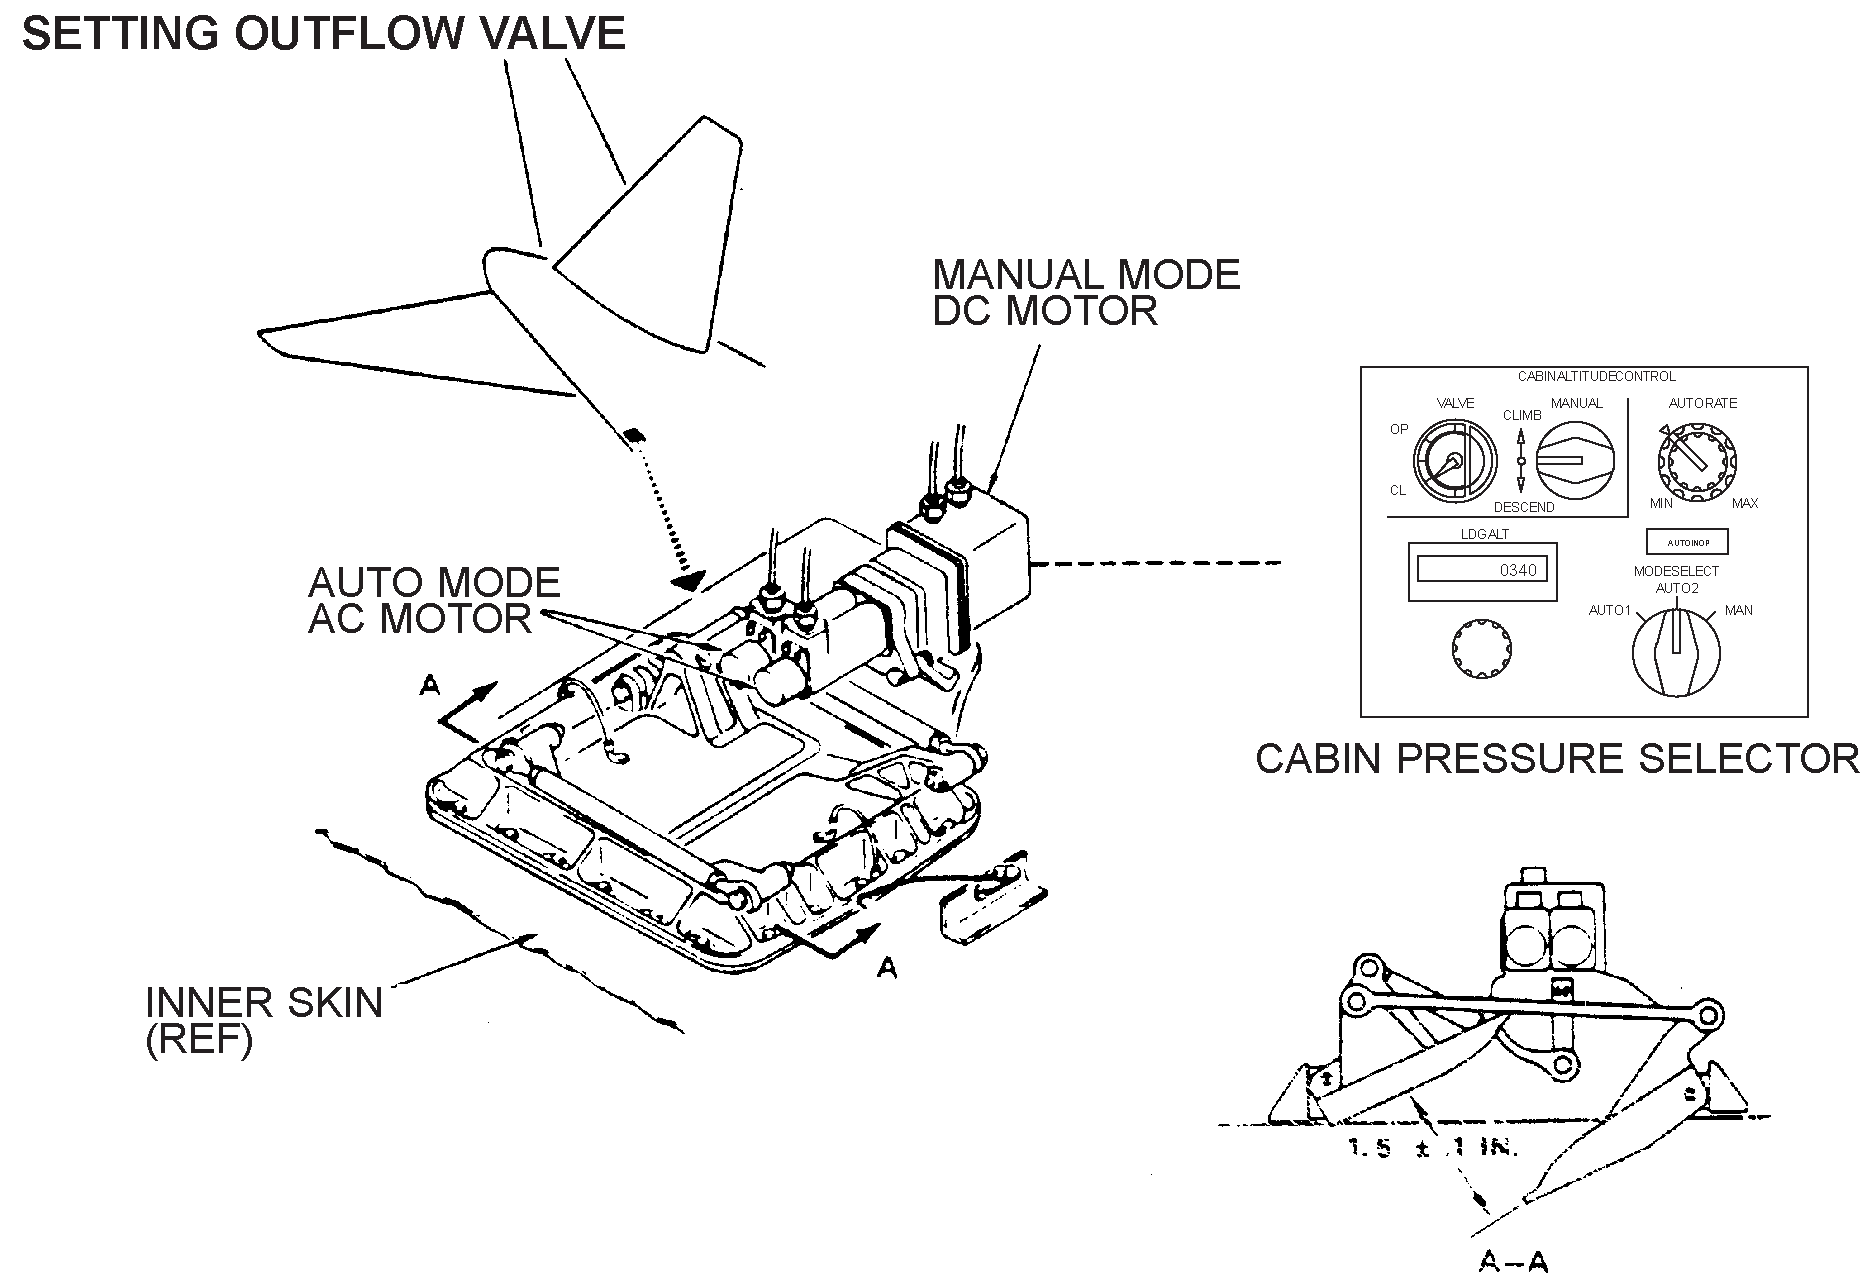 SETTING OUTFLOW VALVE
MANUAL MODE
DC MOTOR
CABINALTITUDECONTROL
VALVE
MANUAL
AUTORATE
CLIMB
OP
CL
DESCEND
MIN
MAX
LDGALT
0340
AUTOINOP
MODESELECT
AUTO2
AUTO1
MAN
CABIN PRESSURE SELECTOR
AUTO MODE
AC MOTOR
A
A
INNER SKIN
(REF)
1.5 ± .1 IN.
A-A